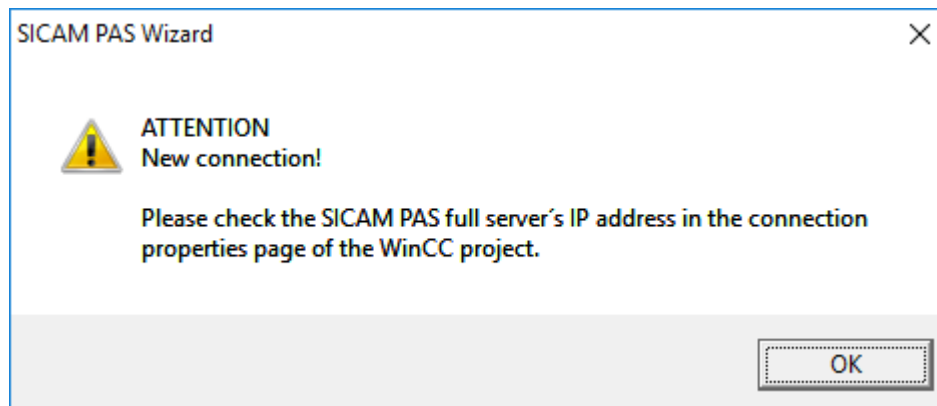 SICAM PAS Wizard
ATTENTION
New connection!
Please check the SICAM PAS full server´s IP address in the connection
properties page of the WinCC project.
OK